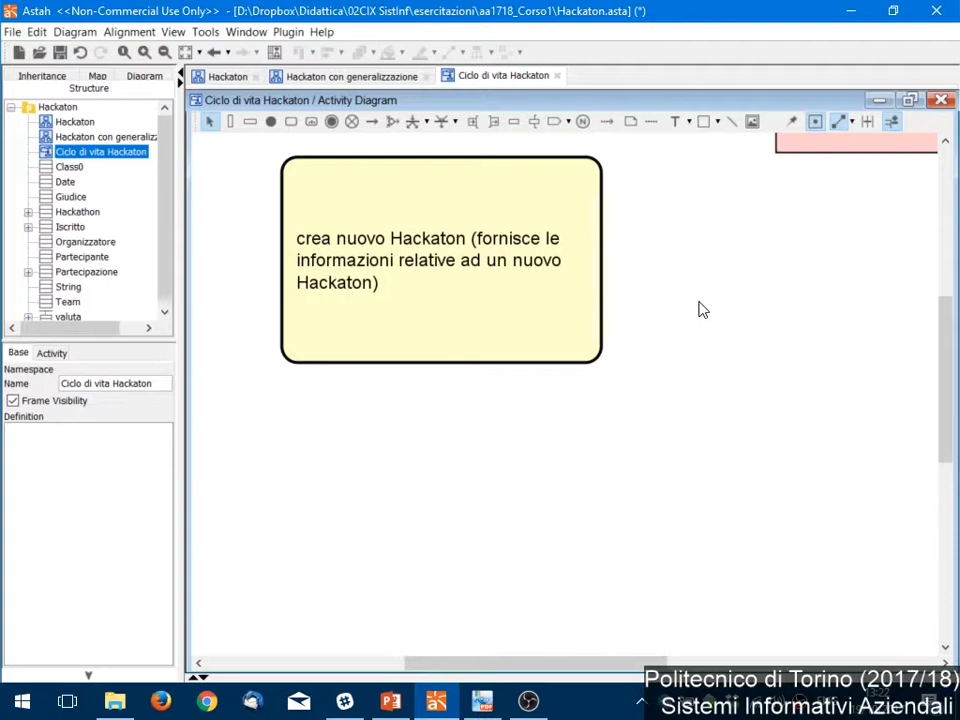 Astah <<Non-Commercial Use Only>> - [D:\Dropbox\Didattica\02CIX SistInf\esercitazioni\aa1718_Corso1\Hackaton.asta] (*)
File Edit Diagram Alignment View Tools Window Plugin Help
Inheritance Map Diagram
Structure
Hackaton
Hackaton con generalizzazione
Ciclo di vita Hackaton
Ciclo di vita Hackaton / Activity Diagram
Hackaton
Hackaton
Hackaton con generaliz
Ciclo di vita Hackaton
Class0
Date
Giudice
Hackathon
Iscritto
Organizzatore
Partecipante
Partecipazione
String
Team
valuta
Base Activity
Namespace
Name Ciclo di vita Hackaton
Frame Visibility
Definition
N
T
crea nuovo Hackaton (fornisce le
informazioni relative ad un nuovo
Hackaton)
Politecnico di Torino (2017/18)
Sistemi Informativi Aziendali